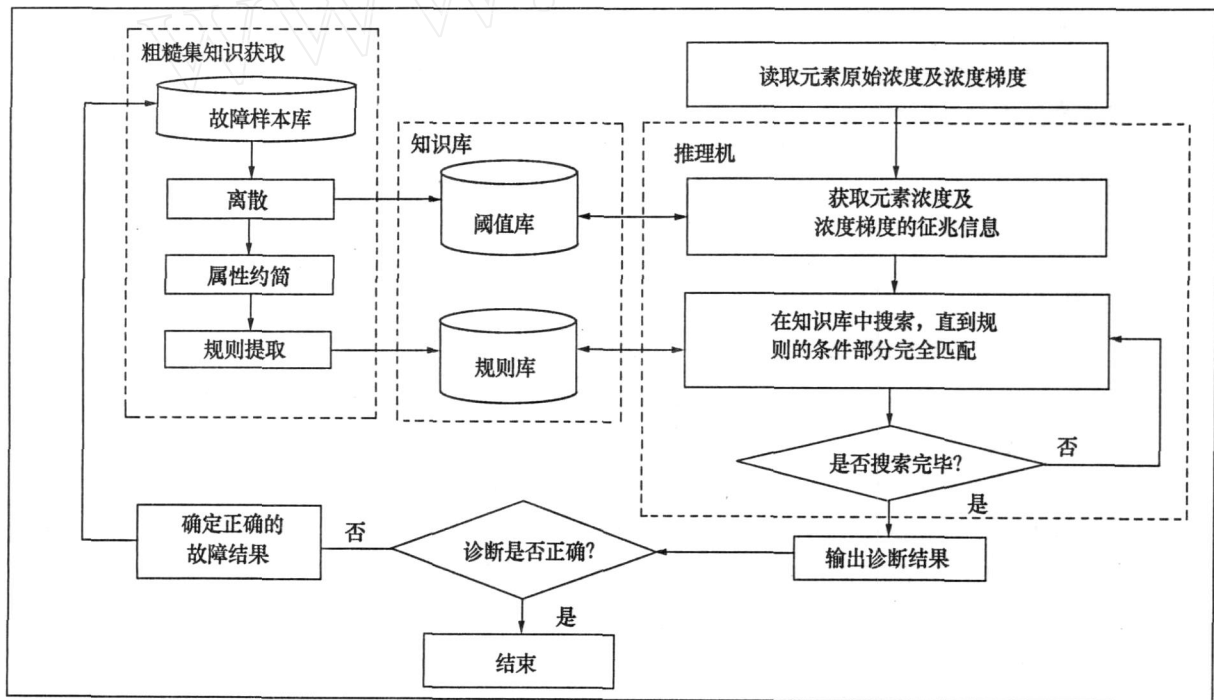 粗糙集知识获取
故障样本库
离散
属性约简
规则提取
知识库
阈值库
规则库
读取元素原始浓度及浓度梯度
推理机
获取元素浓度及
浓度梯度的征兆信息
在知识库中搜索，直到规
则的条件部分完全匹配
是否搜索完毕？
否
是
输出诊断结果
诊断是否正确？
否
确定正确的
故障结果
是
结束